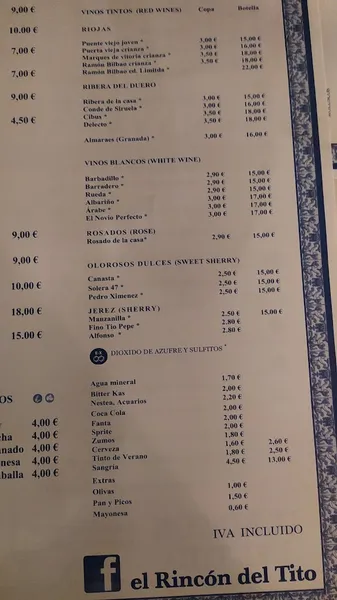 VINOS TINTOS (RED WINES) Copa Botella
9,00 €
RIOJAS
10.00 €
Puente viejo joven * 3,00 € 15,00 €
Puerta vieja crianza * 3,00 € 16,00 €
7,00 €
Marques de vitoria crianza * 3,50 € 18,00 €
Ramón Bilbao crianza * 3,50 € 18,00 €
Ramón Bilbao ed. Limitda * 22,00 €
7,00 €
RIBERA DEL DUERO
9,00 €
Ribera de la casa * 3,00 € 15,00 €
Conde de Siruela * 3,00 € 16,00 €
Cibus * 3,50 € 18,00 €
4,50 €
Delecto * 3,50 € 18,00 €
Almaraes (Granada) * 3,00 € 16,00 €
VINOS BLANCOS (WHITE WINE)
Barbadillo * 2,90 € 15,00 €
Barradero * 2,90 € 15,00 €
Rueda * 2,90 € 15,00 €
Albariño * 3,00 € 17,00 €
Arabe * 3,00 € 17,00 €
El Novio Perfecto * 3,00 € 17,00 €
9,00 €
ROSADOS (ROSE)
Rosado de la casa* 2,90 € 15,00 €
9,00 €
OLOROSOS DULCES (SWEET SHERRY)
Canasta * 2,50 € 15,00 €
10,00 €
Solera 47 * 2,50 € 15,00 €
Pedro Ximenez * 2,50 € 15,00 €
18,00 €
JEREZ (SHERRY)
Manzanilla * 2.50 € 15,00 €
Fino Tio Pepe * 2.80 €
15.00 €
Alfonso * 2.80 €
DIOXIDO DE AZUFRE Y SULFITOS *
Agua mineral 1,70 €
Bitter Kas 2,00 €
Nestea, Acuarios 2,20 €
Coca Cola 2,00 €
Fanta 2,00 €
Sprite 2,00 €
Zumos 1,80 €
Cerveza 1,60 € 2,60 €
Tinto de Verano 1,80 € 2,50 €
Sangría 4,50 € 13,00 €
4,00 €
4,00 €
4,00 €
4,00 €
4,00 €
Extras
Olivas 1,00 €
Pan y Picos 1,50 €
Mayonesa 0,60 €
IVA INCLUIDO
f el Rincón del Tito